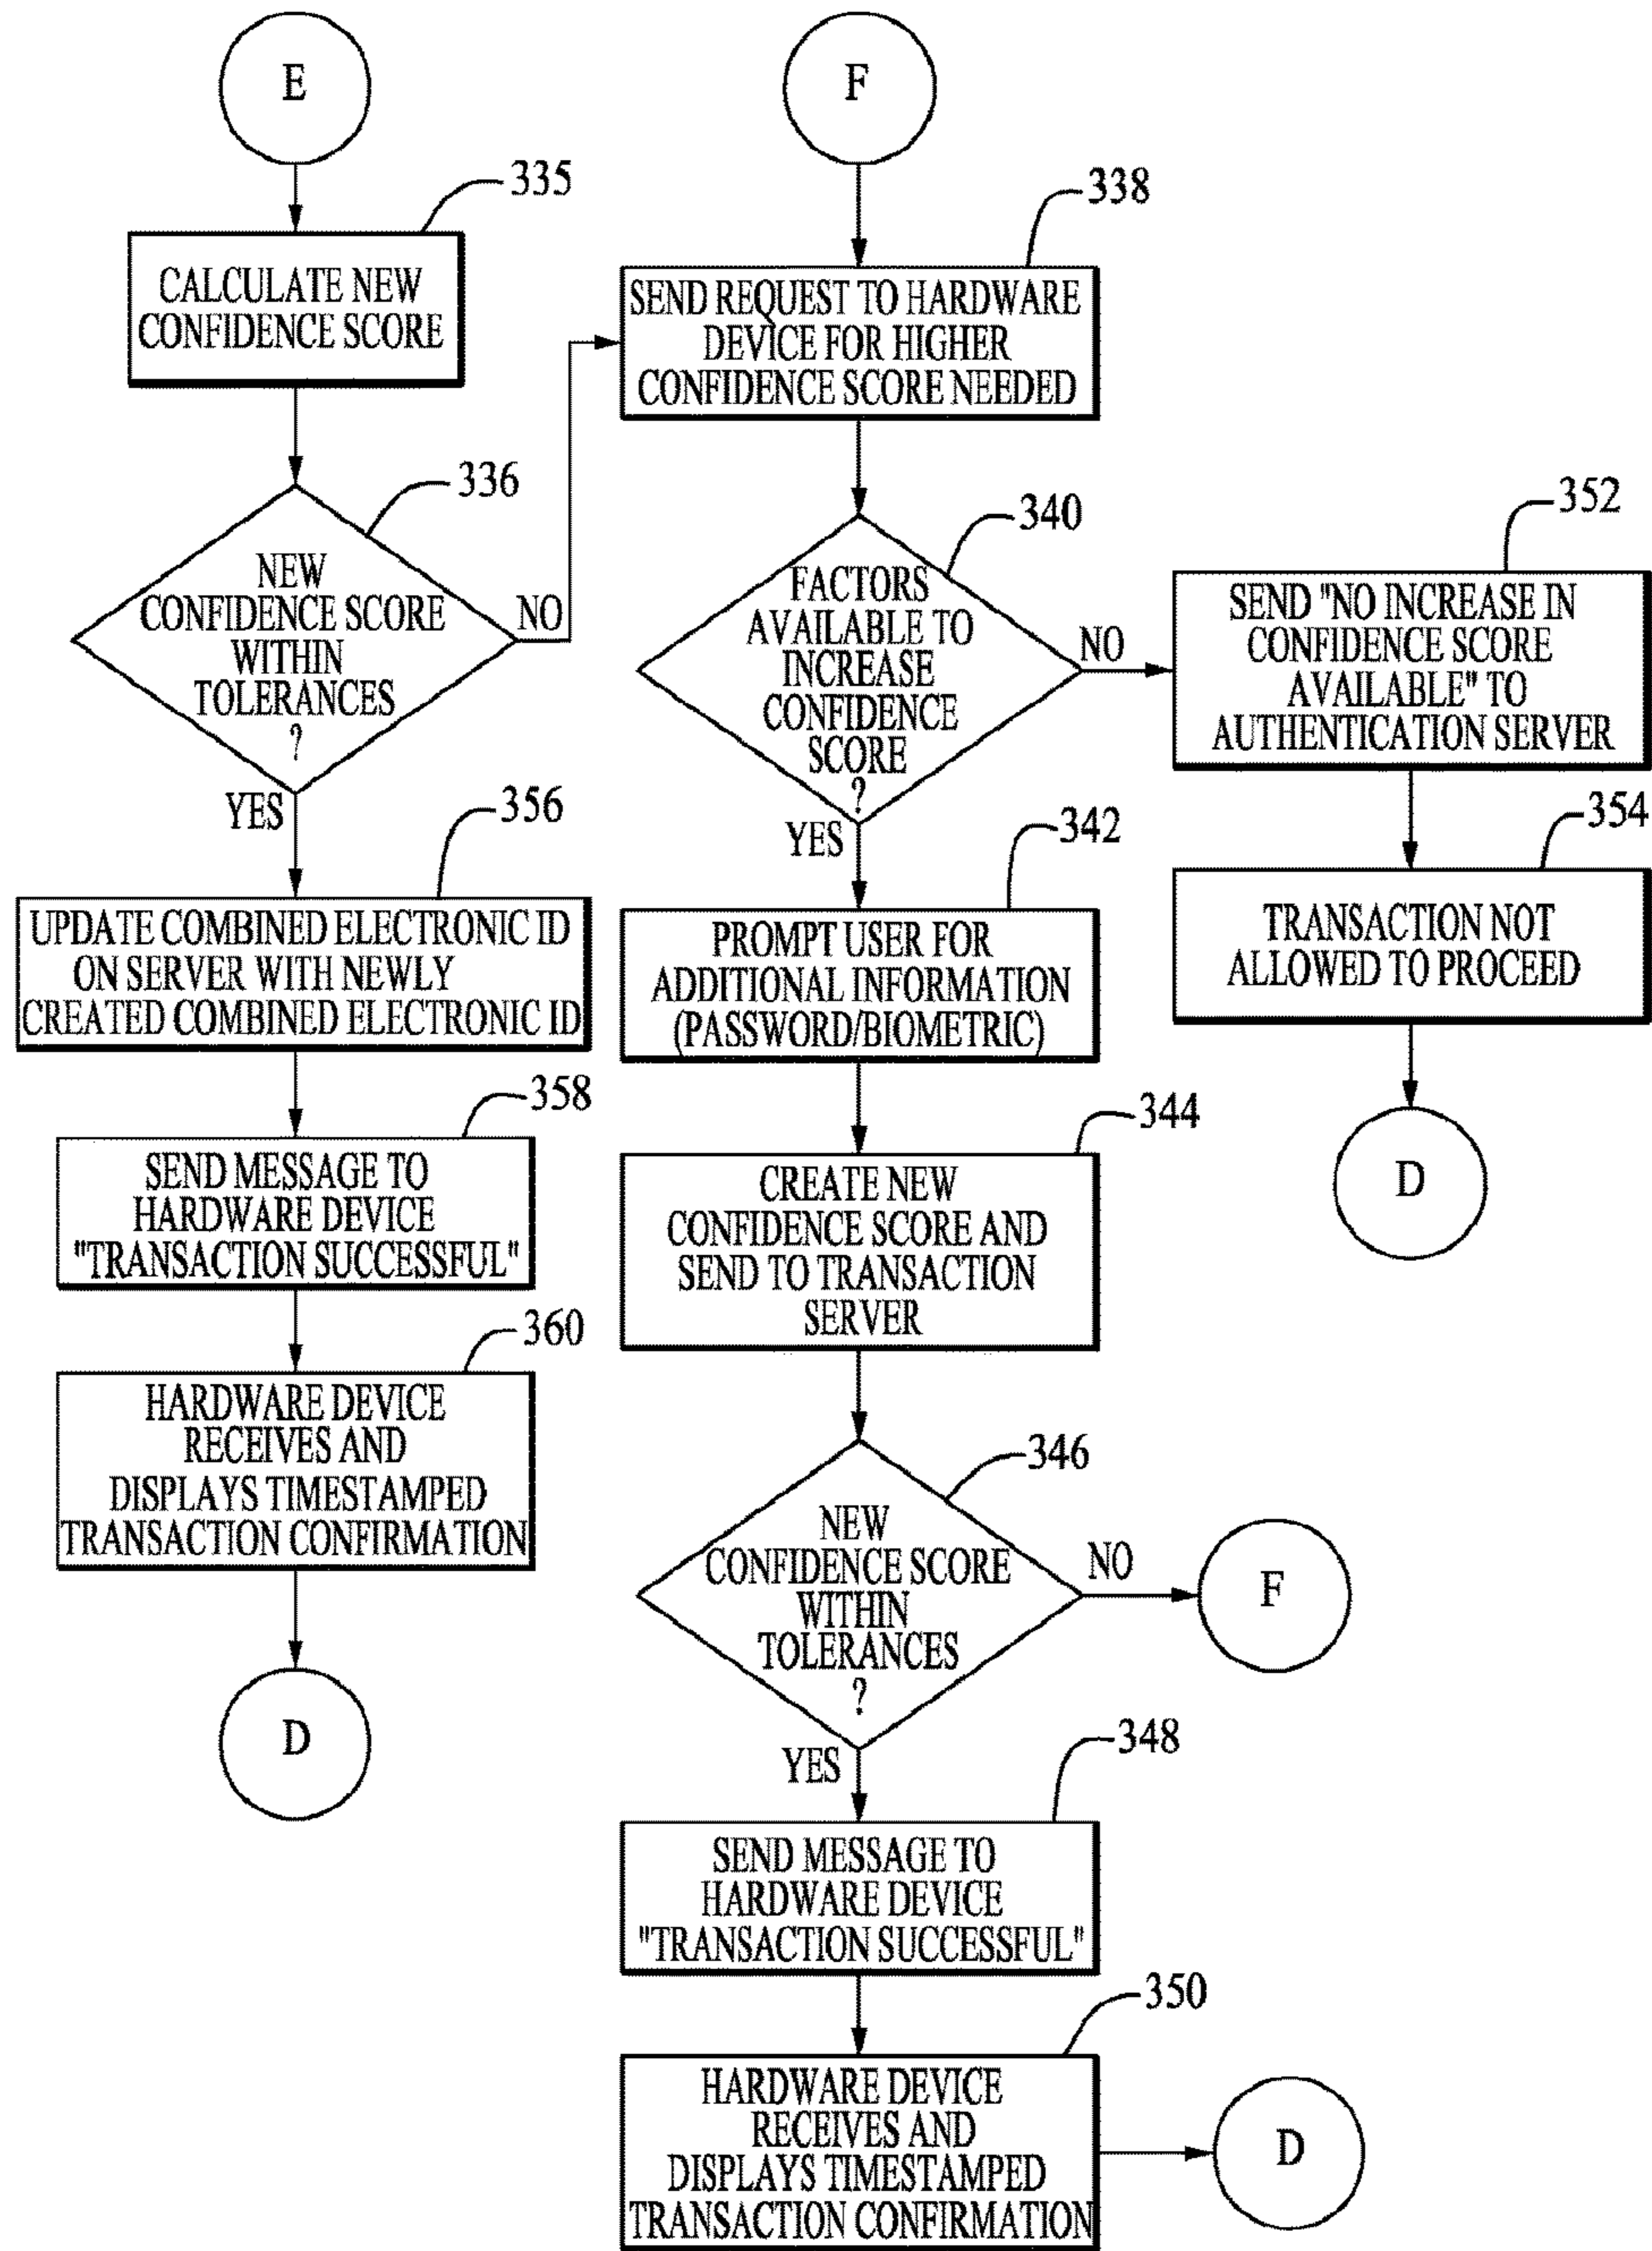 E
335
CALCULATE NEW
CONFIDENCE SCORE
336
NEW
CONFIDENCE SCORE
WITHIN
TOLERANCES
?
NO
YES
356
UPDATE COMBINED ELECTRONIC ID
ON SERVER WITH NEWLY
CREATED COMBINED ELECTRONIC ID
358
SEND MESSAGE TO
HARDWARE DEVICE
"TRANSACTION SUCCESSFUL"
360
HARDWARE DEVICE
RECEIVES AND
DISPLAYS TIMESTAMPED
TRANSACTION CONFIRMATION
D
F
338
SEND REQUEST TO HARDWARE
DEVICE FOR HIGHER
CONFIDENCE SCORE NEEDED
340
FACTORS
AVAILABLE TO
INCREASE
CONFIDENCE
SCORE
?
NO
YES
342
PROMPT USER FOR
ADDITIONAL INFORMATION
(PASSWORD/BIOMETRIC)
344
CREATE NEW
CONFIDENCE SCORE AND
SEND TO TRANSACTION
SERVER
346
NEW
CONFIDENCE SCORE
WITHIN
TOLERANCES
?
NO
F
YES
348
SEND MESSAGE TO
HARDWARE DEVICE
"TRANSACTION SUCCESSFUL"
350
HARDWARE DEVICE
RECEIVES AND
DISPLAYS TIMESTAMPED
TRANSACTION CONFIRMATION
D
352
SEND "NO INCREASE IN
CONFIDENCE SCORE
AVAILABLE" TO
AUTHENTICATION SERVER
354
TRANSACTION NOT
ALLOWED TO PROCEED
D